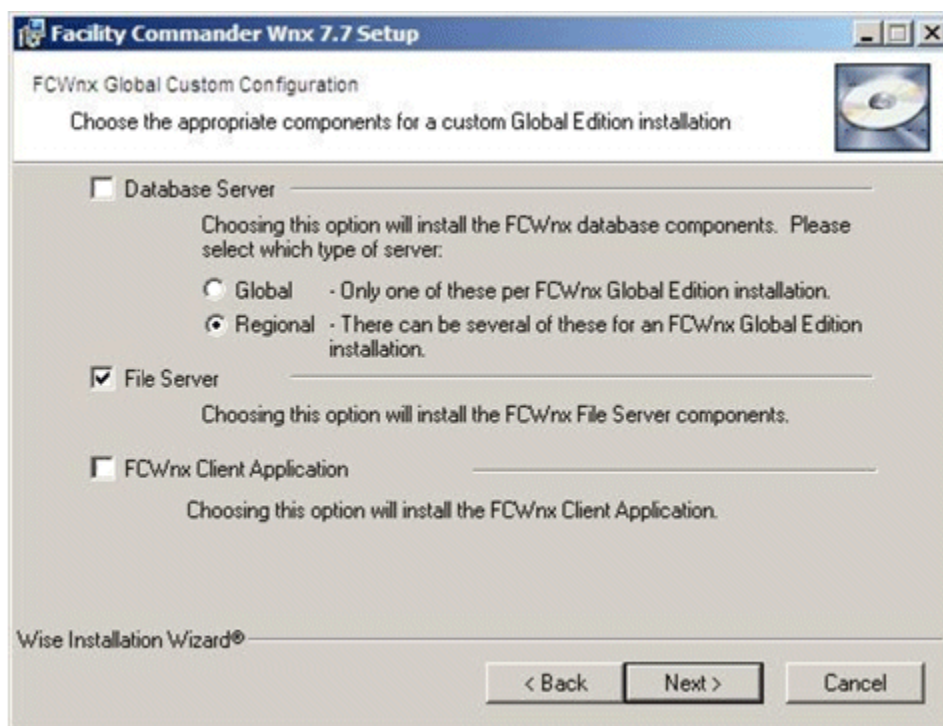 Facility Commander Wnx 7.7 Setup
FCWnx Global Custom Configuration
Choose the appropriate components for a custom Global Edition installation
Database Server
Choosing this option will install the FCWnx database components. Please
select which type of server:
Global - Only one of these per FCWnx Global Edition installation.
Regional - There can be several of these for an FCWnx Global Edition
installation.
File Server
Choosing this option will install the FCWnx File Server components.
FCWnx Client Application
Choosing this option will install the FCWnx Client Application.
Wise Installation Wizard®
< Back
Next >
Cancel